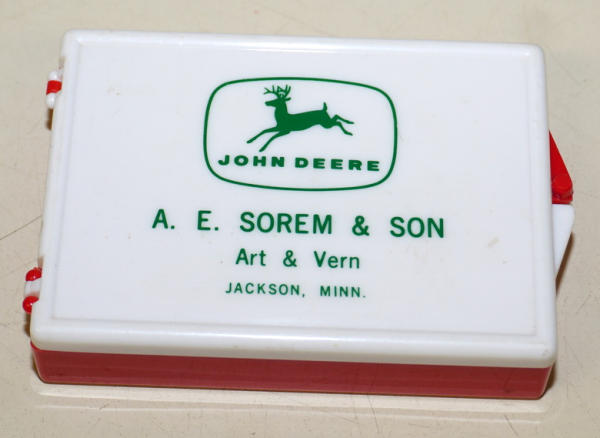 JOHN DEERE
A. E. SOREM & SON
Art & Vern
JACKSON, MINN.